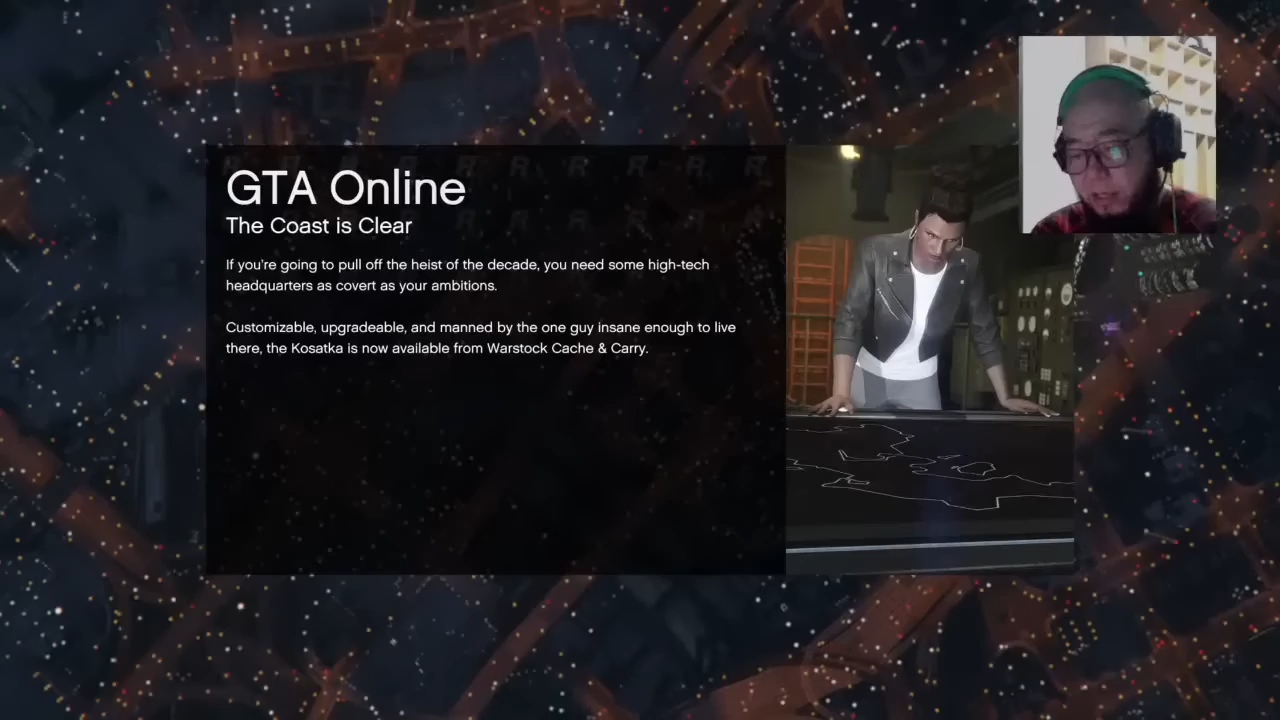 GTA Online
The Coast is Clear
If you're going to pull off the heist of the decade, you need some high-tech
headquarters as covert as your ambitions.
Customizable, upgradeable, and manned by the one guy insane enough to live
there, the Kosatka is now available from Warstock Cache & Carry.